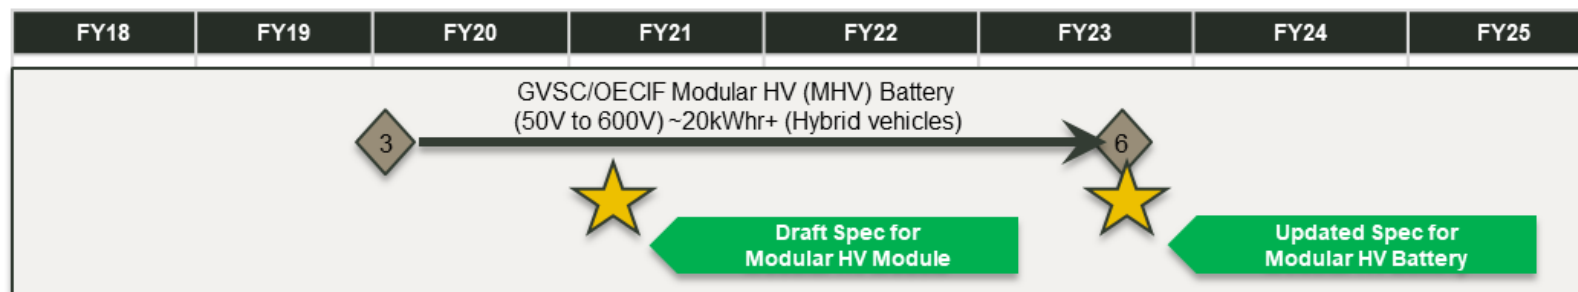 FY18 FY19 FY20 FY21 FY22 FY23 FY24 FY25
GVSC/OECIF Modular HV (MHV) Battery
(50V to 600V) ~20kWhr+ (Hybrid vehicles)
3
6
Draft Spec for
Modular HV Module
Updated Spec for
Modular HV Battery